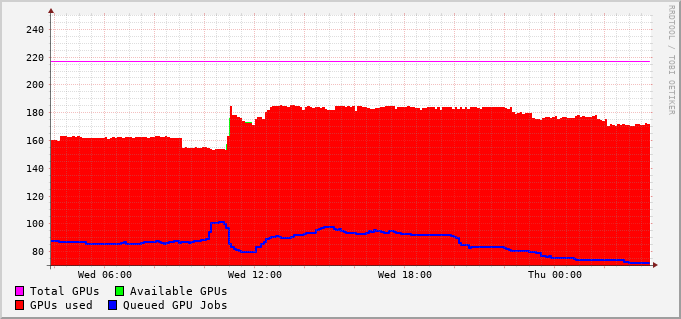 RRDTOOL / TOBI OETIKER
240
220
200
180
160
140
120
100
80
Wed 06:00 Wed 12:00 Wed 18:00 Thu 00:00
Total GPUs Available GPUs
GPUs used Queued GPU Jobs